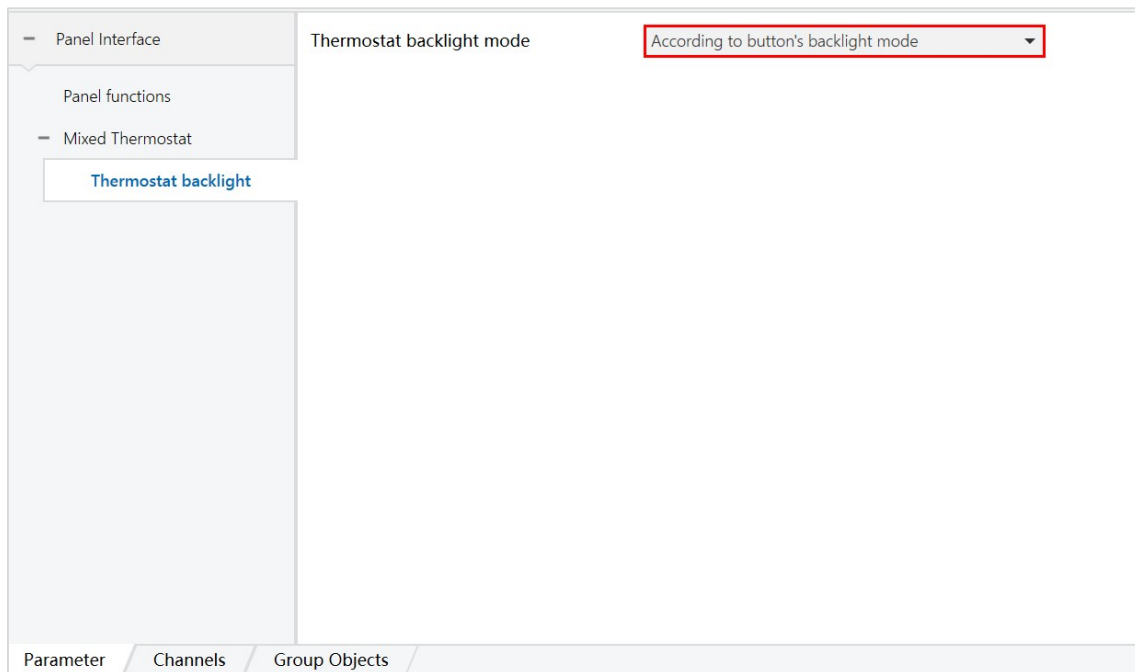 Panel Interface
Thermostat backlight mode
According to button's backlight mode
Panel functions
Mixed Thermostat
Thermostat backlight
Parameter
Channels
Group Objects